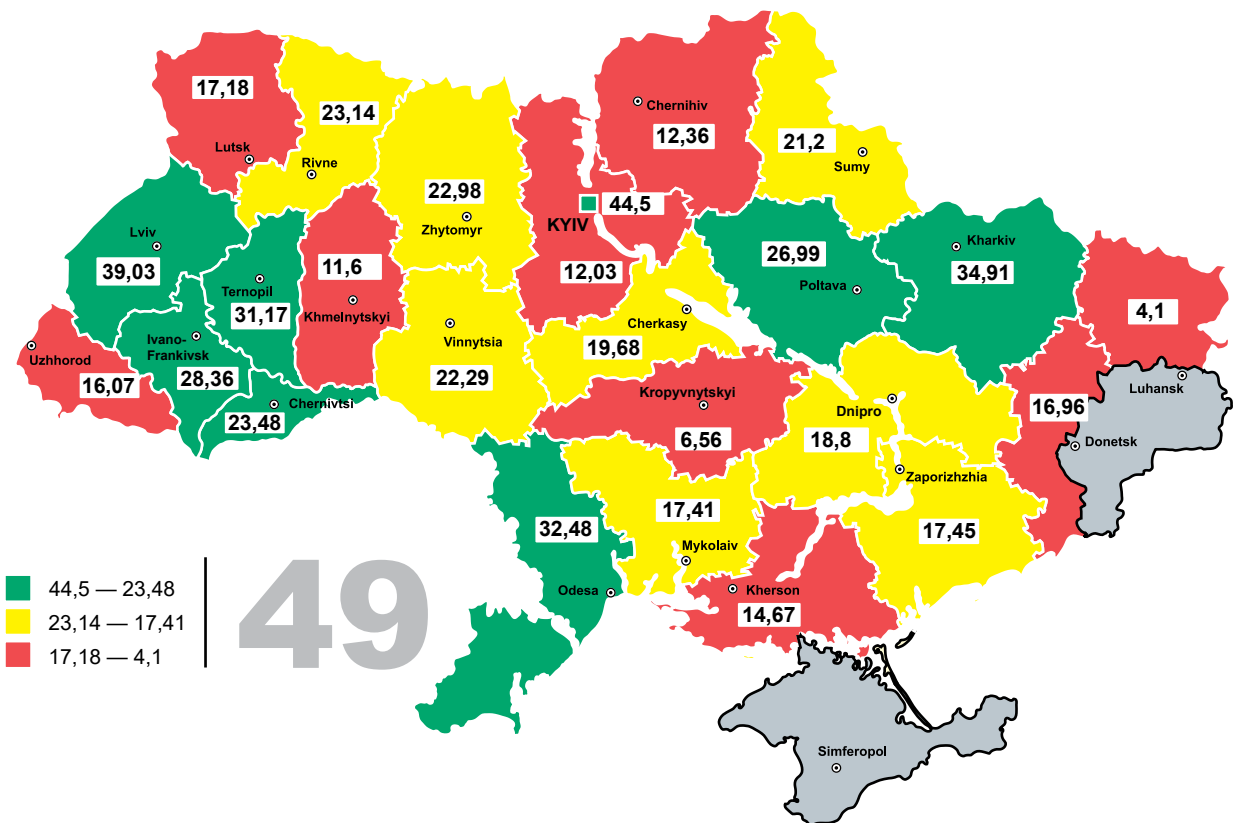 17,18
23,14
Chernihiv
12,36
21,2
Sumy
Lutsk
Rivne
22,98
Zhytomyr
44,5
KYIV
12,03
Lviv
39,03
Ternopil
31,17
11,6
Khmelnytskyi
26,99
Poltava
Kharkiv
34,91
4,1
Luhansk
Uzhhorod
16,07
Ivano-
Frankivsk
28,36
Chernivtsi
23,48
Vinnytsia
22,29
Cherkasy
19,68
Kropyvnytskyi
6,56
Dnipro
18,8
16,96
Donetsk
Zaporizhzhia
17,45
32,48
Odesa
17,41
Mykolaiv
Kherson
14,67
Simferopol
44,5 — 23,48
23,14 — 17,41
17,18 — 4,1
49